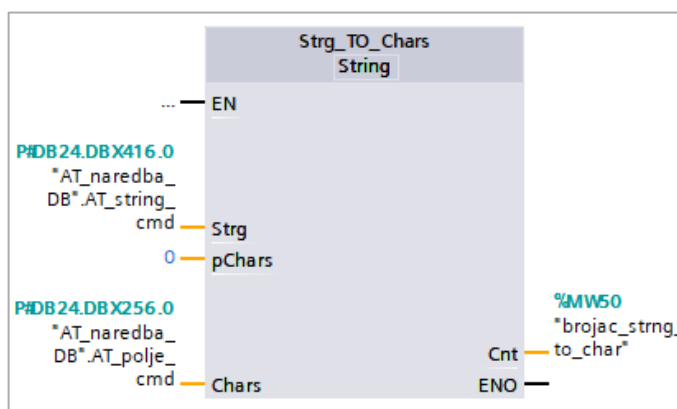 Strg_TO_Chars
String
... EN
P#DB24.DBX416.0
"AT_naredba_
DB".AT_string_
cmd
Strg
0
pChars
P#DB24.DBX256.0
"AT_naredba_
DB".AT_polje_
cmd
Chars
%MW50
"brojac_strng_
to_char"
Cnt
ENO